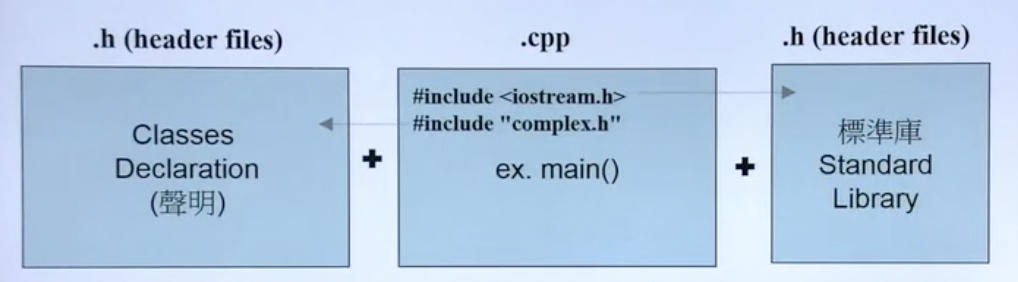 .h (header files)
Classes
Declaration
(聲明)
.cpp
#include <iostream.h>
#include "complex.h"
ex. main()
.h (header files)
標準庫
Standard
Library